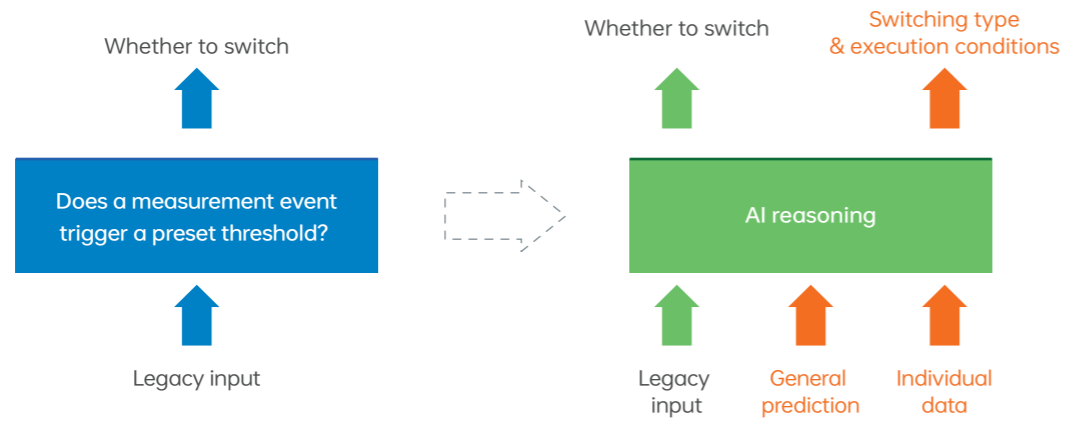 Whether to switch
Does a measurement event
trigger a preset threshold?
Legacy input
Whether to switch
Switching type
& execution conditions
AI reasoning
Legacy
input
General
prediction
Individual
data